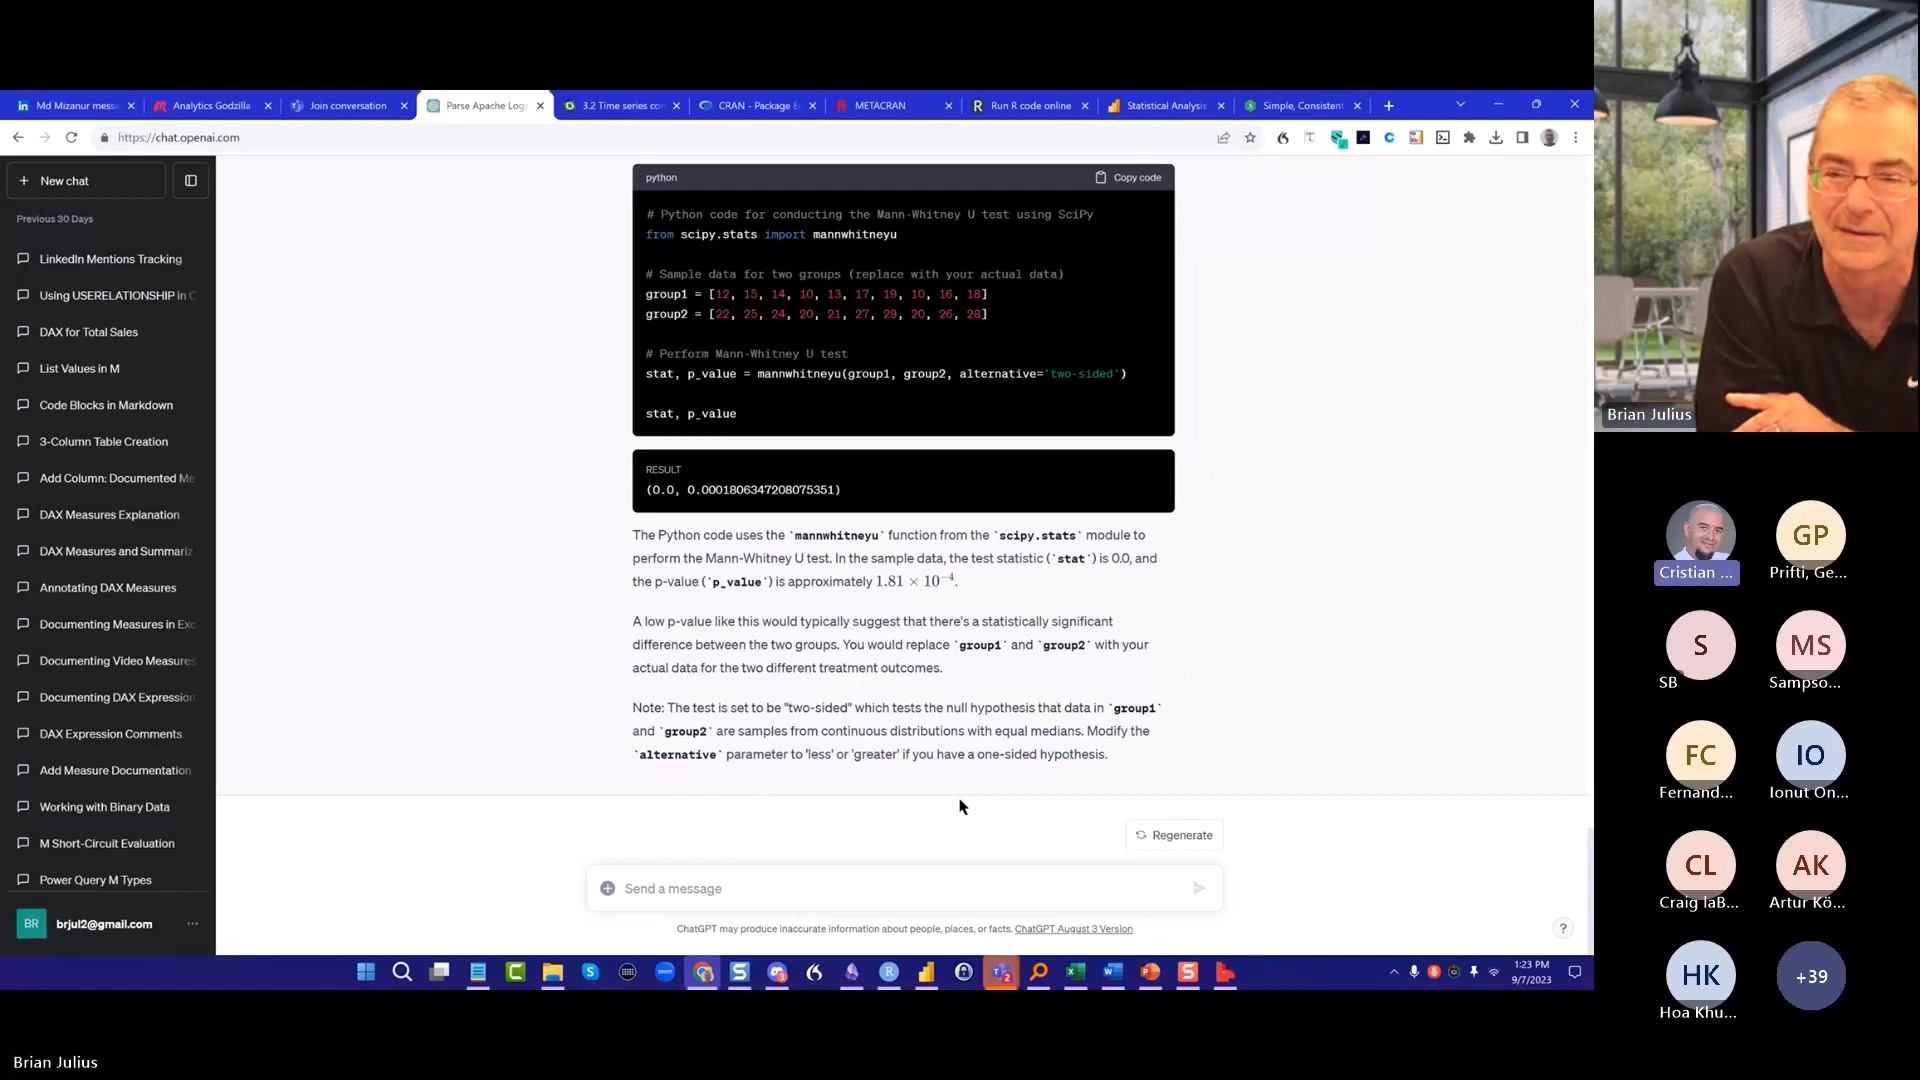 Md Mizanur mess
Analytics Godzilla
Join conversation
Parse Apache Log
3.2 Time series co
CRAN - Package
METACRAN
Run R code online
Statistical Analysis
Simple, Consistent
https://chat.openai.com
New chat
Previous 30 Days
LinkedIn Mentions Tracking
Using USERELATIONSHIP in C
DAX for Total Sales
List Values in M
Code Blocks in Markdown
3-Column Table Creation
Add Column: Documented Me
DAX Measures Explanation
DAX Measures and Summariz
Annotating DAX Measures
Documenting Measures in Exc
Documenting Video Measures
Documenting DAX Expression
DAX Expression Comments
Add Measure Documentation
Working with Binary Data
M Short-Circuit Evaluation
Power Query M Types
BR
brjul2@gmail.com
python
Copy code
# Python code for conducting the Mann-Whitney U test using SciPy
from scipy.stats import mannwhitneyu
# Sample data for two groups (replace with your actual data)
group1 = [12, 15, 14, 10, 13, 17, 19, 10, 16, 18]
group2 = [22, 25, 24, 20, 21, 27, 29, 20, 26, 28]
# Perform Mann-Whitney U test
stat, p_value = mannwhitneyu(group1, group2, alternative='two-sided')
stat, p_value
RESULT
(0.0, 0.0001806347208075351)
The Python code uses the `mannwhitneyu` function from the `scipy.stats` module to
perform the Mann-Whitney U test. In the sample data, the test statistic (`stat`) is 0.0, and
the p-value (`p_value`) is approximately 1.81 × 10⁻⁴.
A low p-value like this would typically suggest that there's a statistically significant
difference between the two groups. You would replace `group1` and `group2` with your
actual data for the two different treatment outcomes.
Note: The test is set to be "two-sided" which tests the null hypothesis that data in `group1`
and `group2` are samples from continuous distributions with equal medians. Modify the
`alternative` parameter to 'less' or 'greater' if you have a one-sided hypothesis.
Regenerate
Send a message
ChatGPT may produce inaccurate information about people, places, or facts. ChatGPT August 3 Version
?
1:23 PM
9/7/2023
Brian Julius
Cristian ...
GP
Prifti, Ge...
S
SB
MS
Sampso...
FC
Fernand...
IO
Ionut On...
CL
Craig laB...
AK
Artur Kö...
HK
Hoa Khu...
+39
Brian Julius